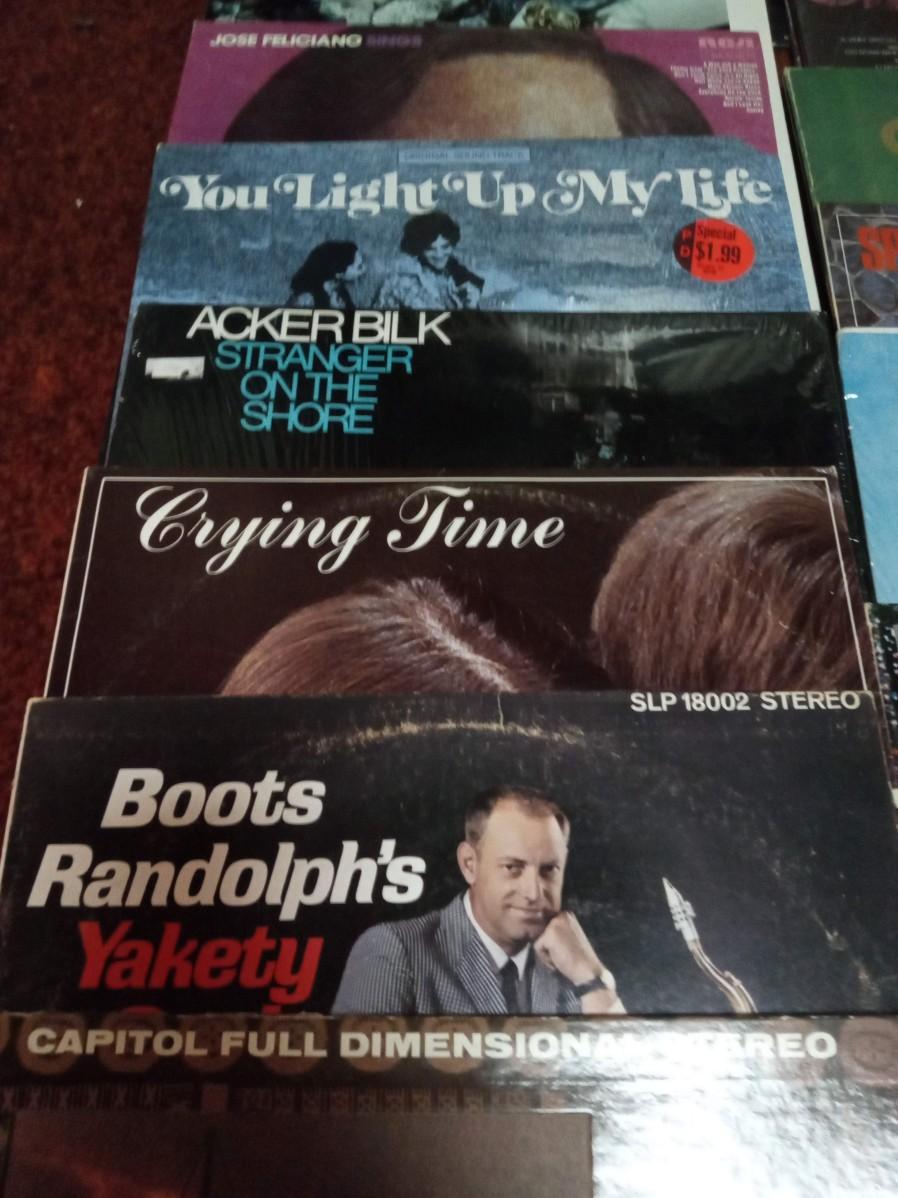 JOSE FELICIANO SINGS
RCA
ORIGINAL SOUNDTRACK
You Light Up My Life
Special
$1.99
ACKER BILK
STRANGER
ON THE
SHORE
Crying Time
SLP 18002 STEREO
Boots
Randolph's
Yakety
CAPITOL FULL DIMENSIONAL STEREO